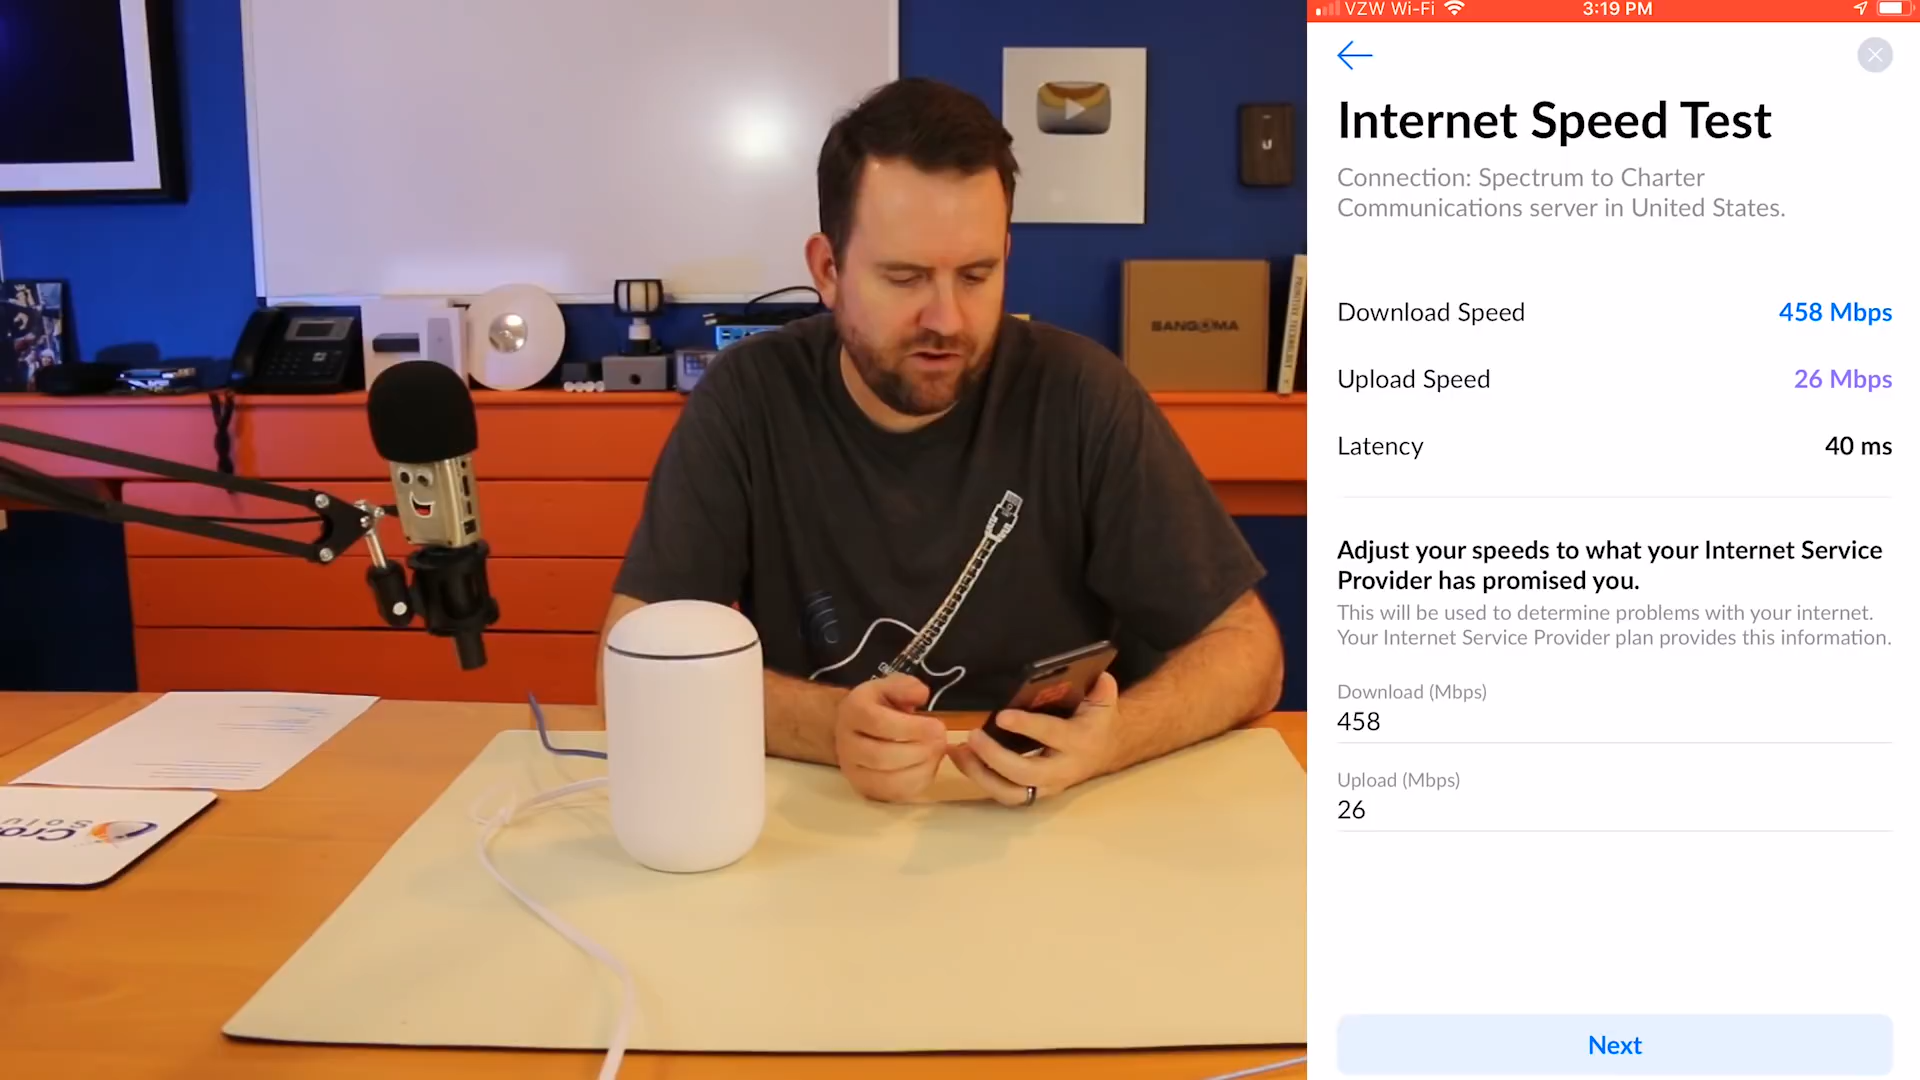 VZW Wi-Fi
3:19 PM
Internet Speed Test
Connection: Spectrum to Charter
Communications server in United States.
Download Speed
458 Mbps
Upload Speed
26 Mbps
Latency
40 ms
Adjust your speeds to what your Internet Service
Provider has promised you.
This will be used to determine problems with your internet.
Your Internet Service Provider plan provides this information.
Download (Mbps)
458
Upload (Mbps)
26
Next
SANGOMA
U